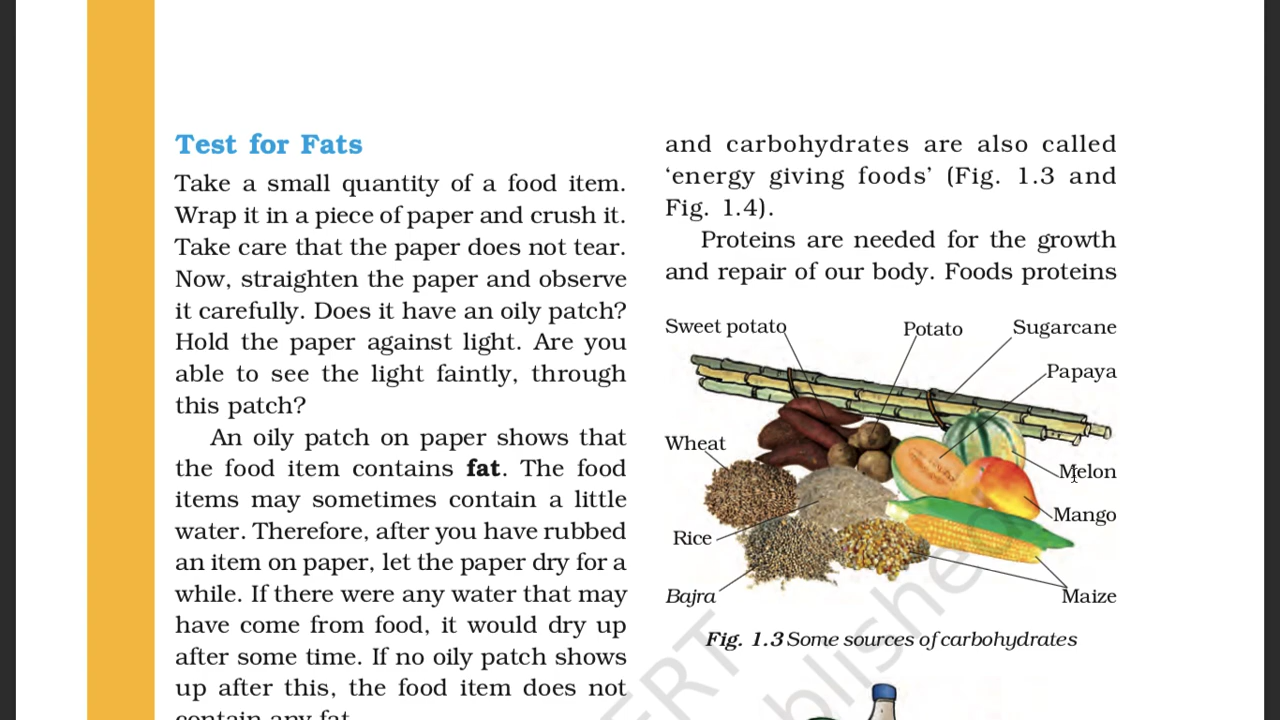 Test for Fats
Take a small quantity of a food item.
Wrap it in a piece of paper and crush it.
Take care that the paper does not tear.
Now, straighten the paper and observe
it carefully. Does it have an oily patch?
Hold the paper against light. Are you
able to see the light faintly, through
this patch?
An oily patch on paper shows that
the food item contains fat. The food
items may sometimes contain a little
water. Therefore, after you have rubbed
an item on paper, let the paper dry for a
while. If there were any water that may
have come from food, it would dry up
after some time. If no oily patch shows
up after this, the food item does not
contain any fat.
and carbohydrates are also called
‘energy giving foods’ (Fig. 1.3 and
Fig. 1.4).
Proteins are needed for the growth
and repair of our body. Foods proteins
Sweet potato
Potato
Sugarcane
Papaya
Wheat
Melon
Mango
Rice
Bajra
Maize
Fig. 1.3 Some sources of carbohydrates